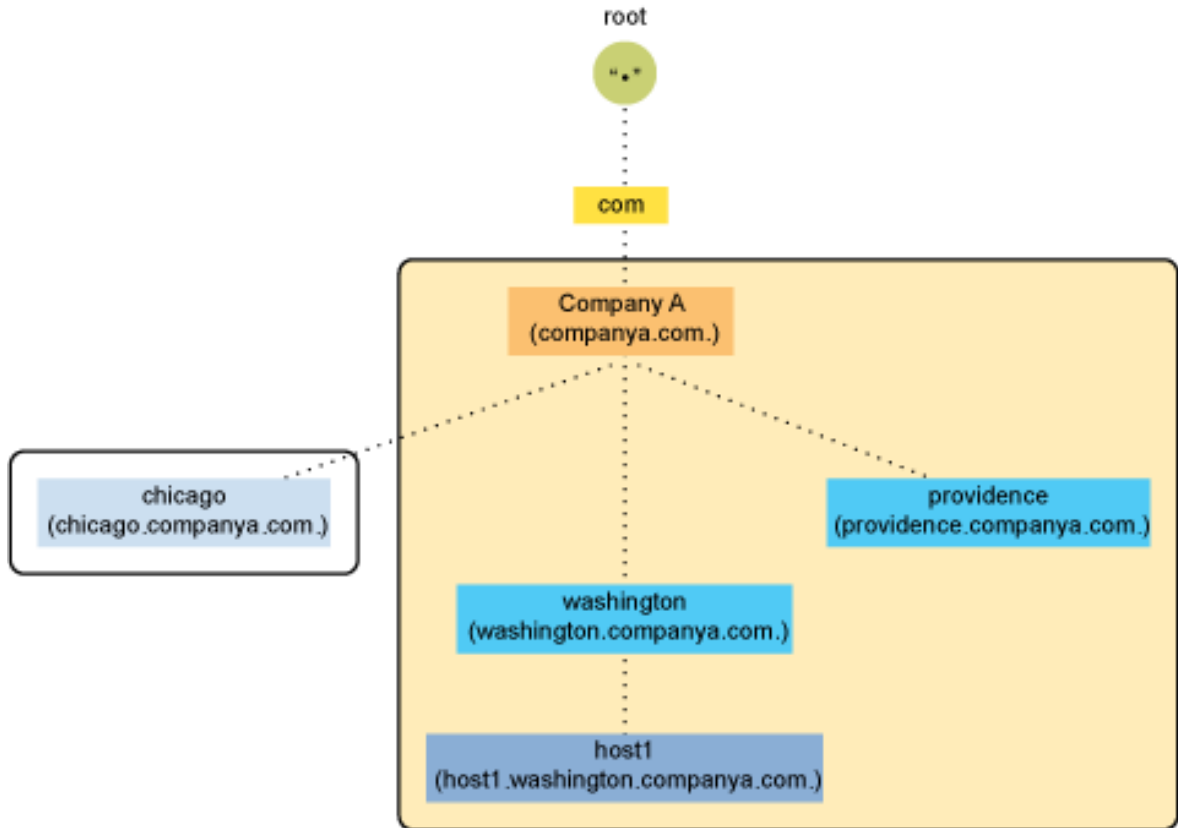 root
“•”
com
Company A
(companya.com.)
chicago
(chicago.companya.com.)
providence
(providence.companya.com.)
washington
(washington.companya.com.)
host1
(host1.washington.companya.com.)